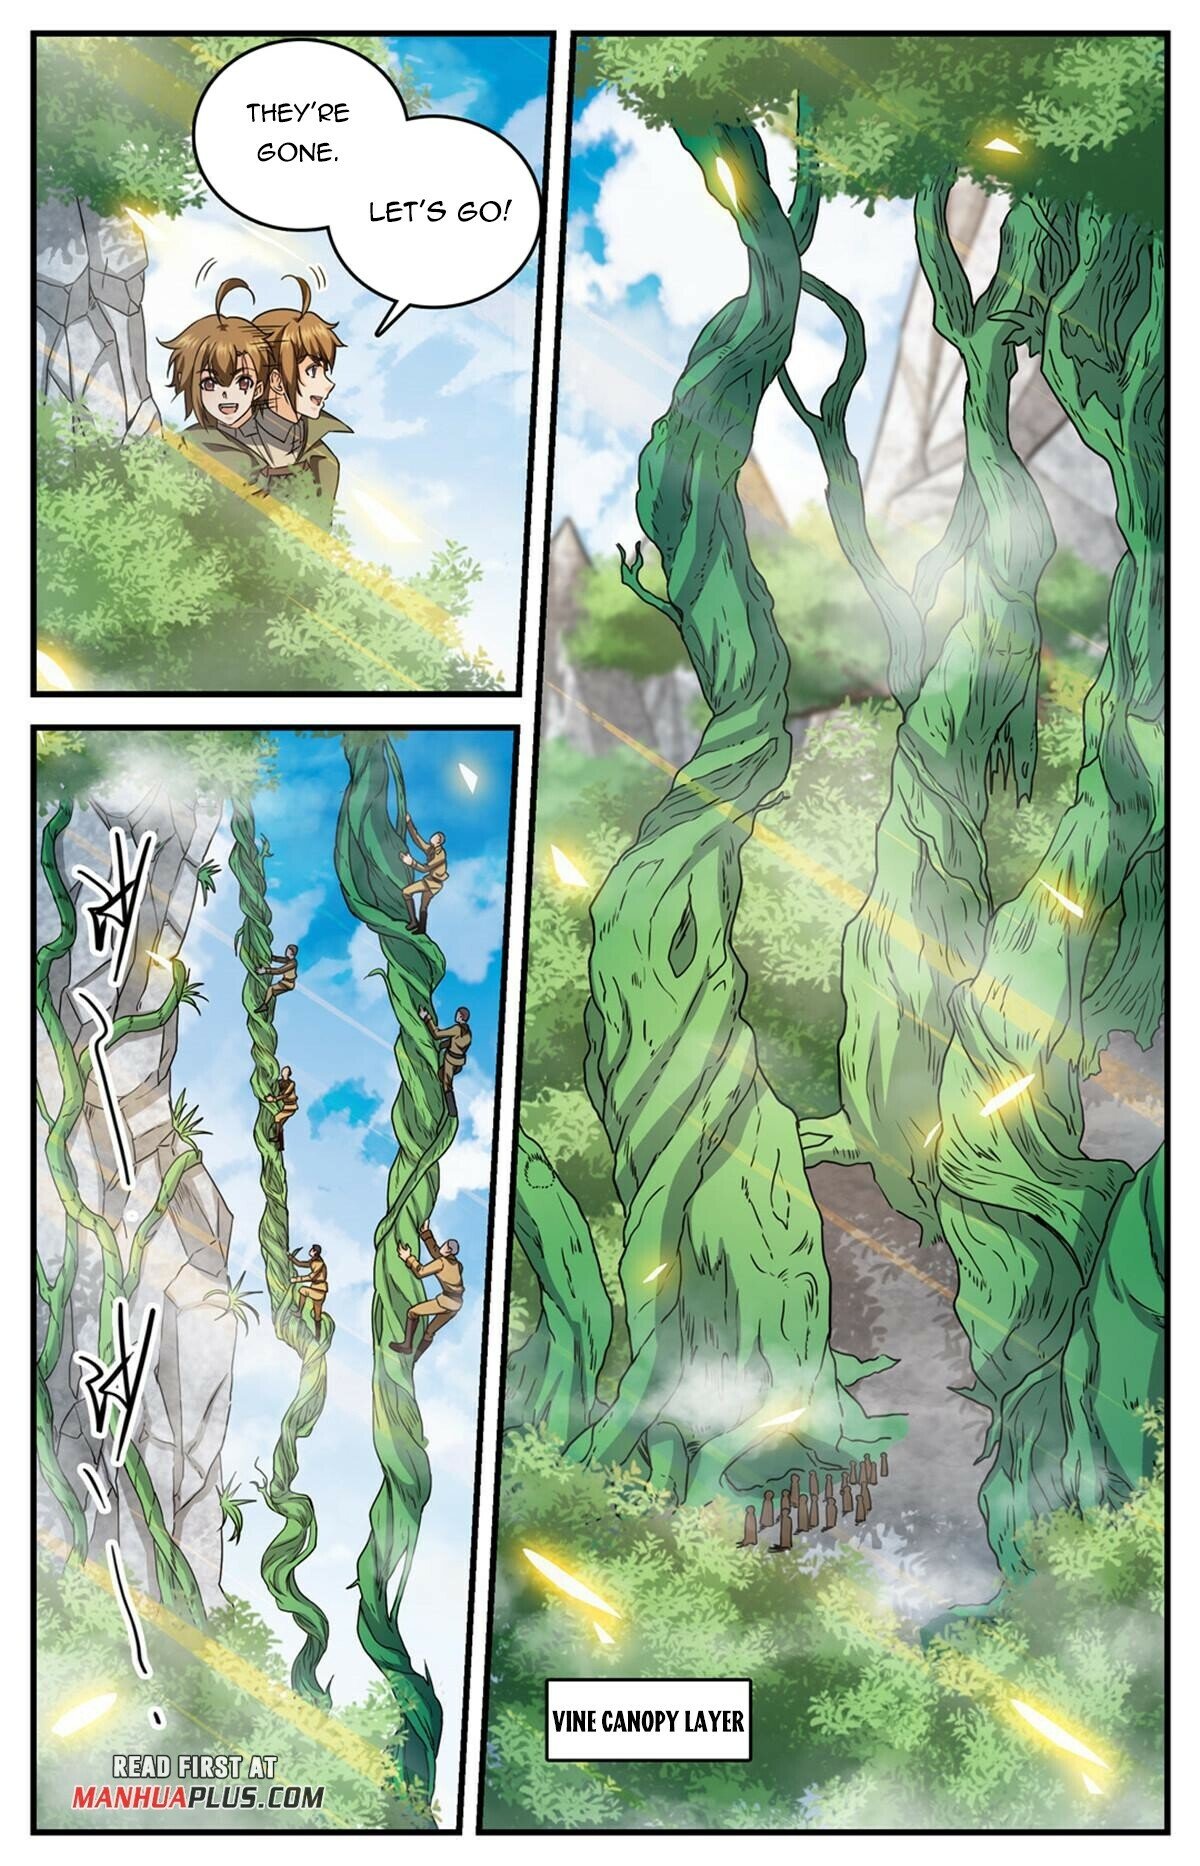 THEY'RE
GONE.
LET'S GO!
VINE CANOPY LAYER
READ FIRST AT
MANHUAPLUS.COM